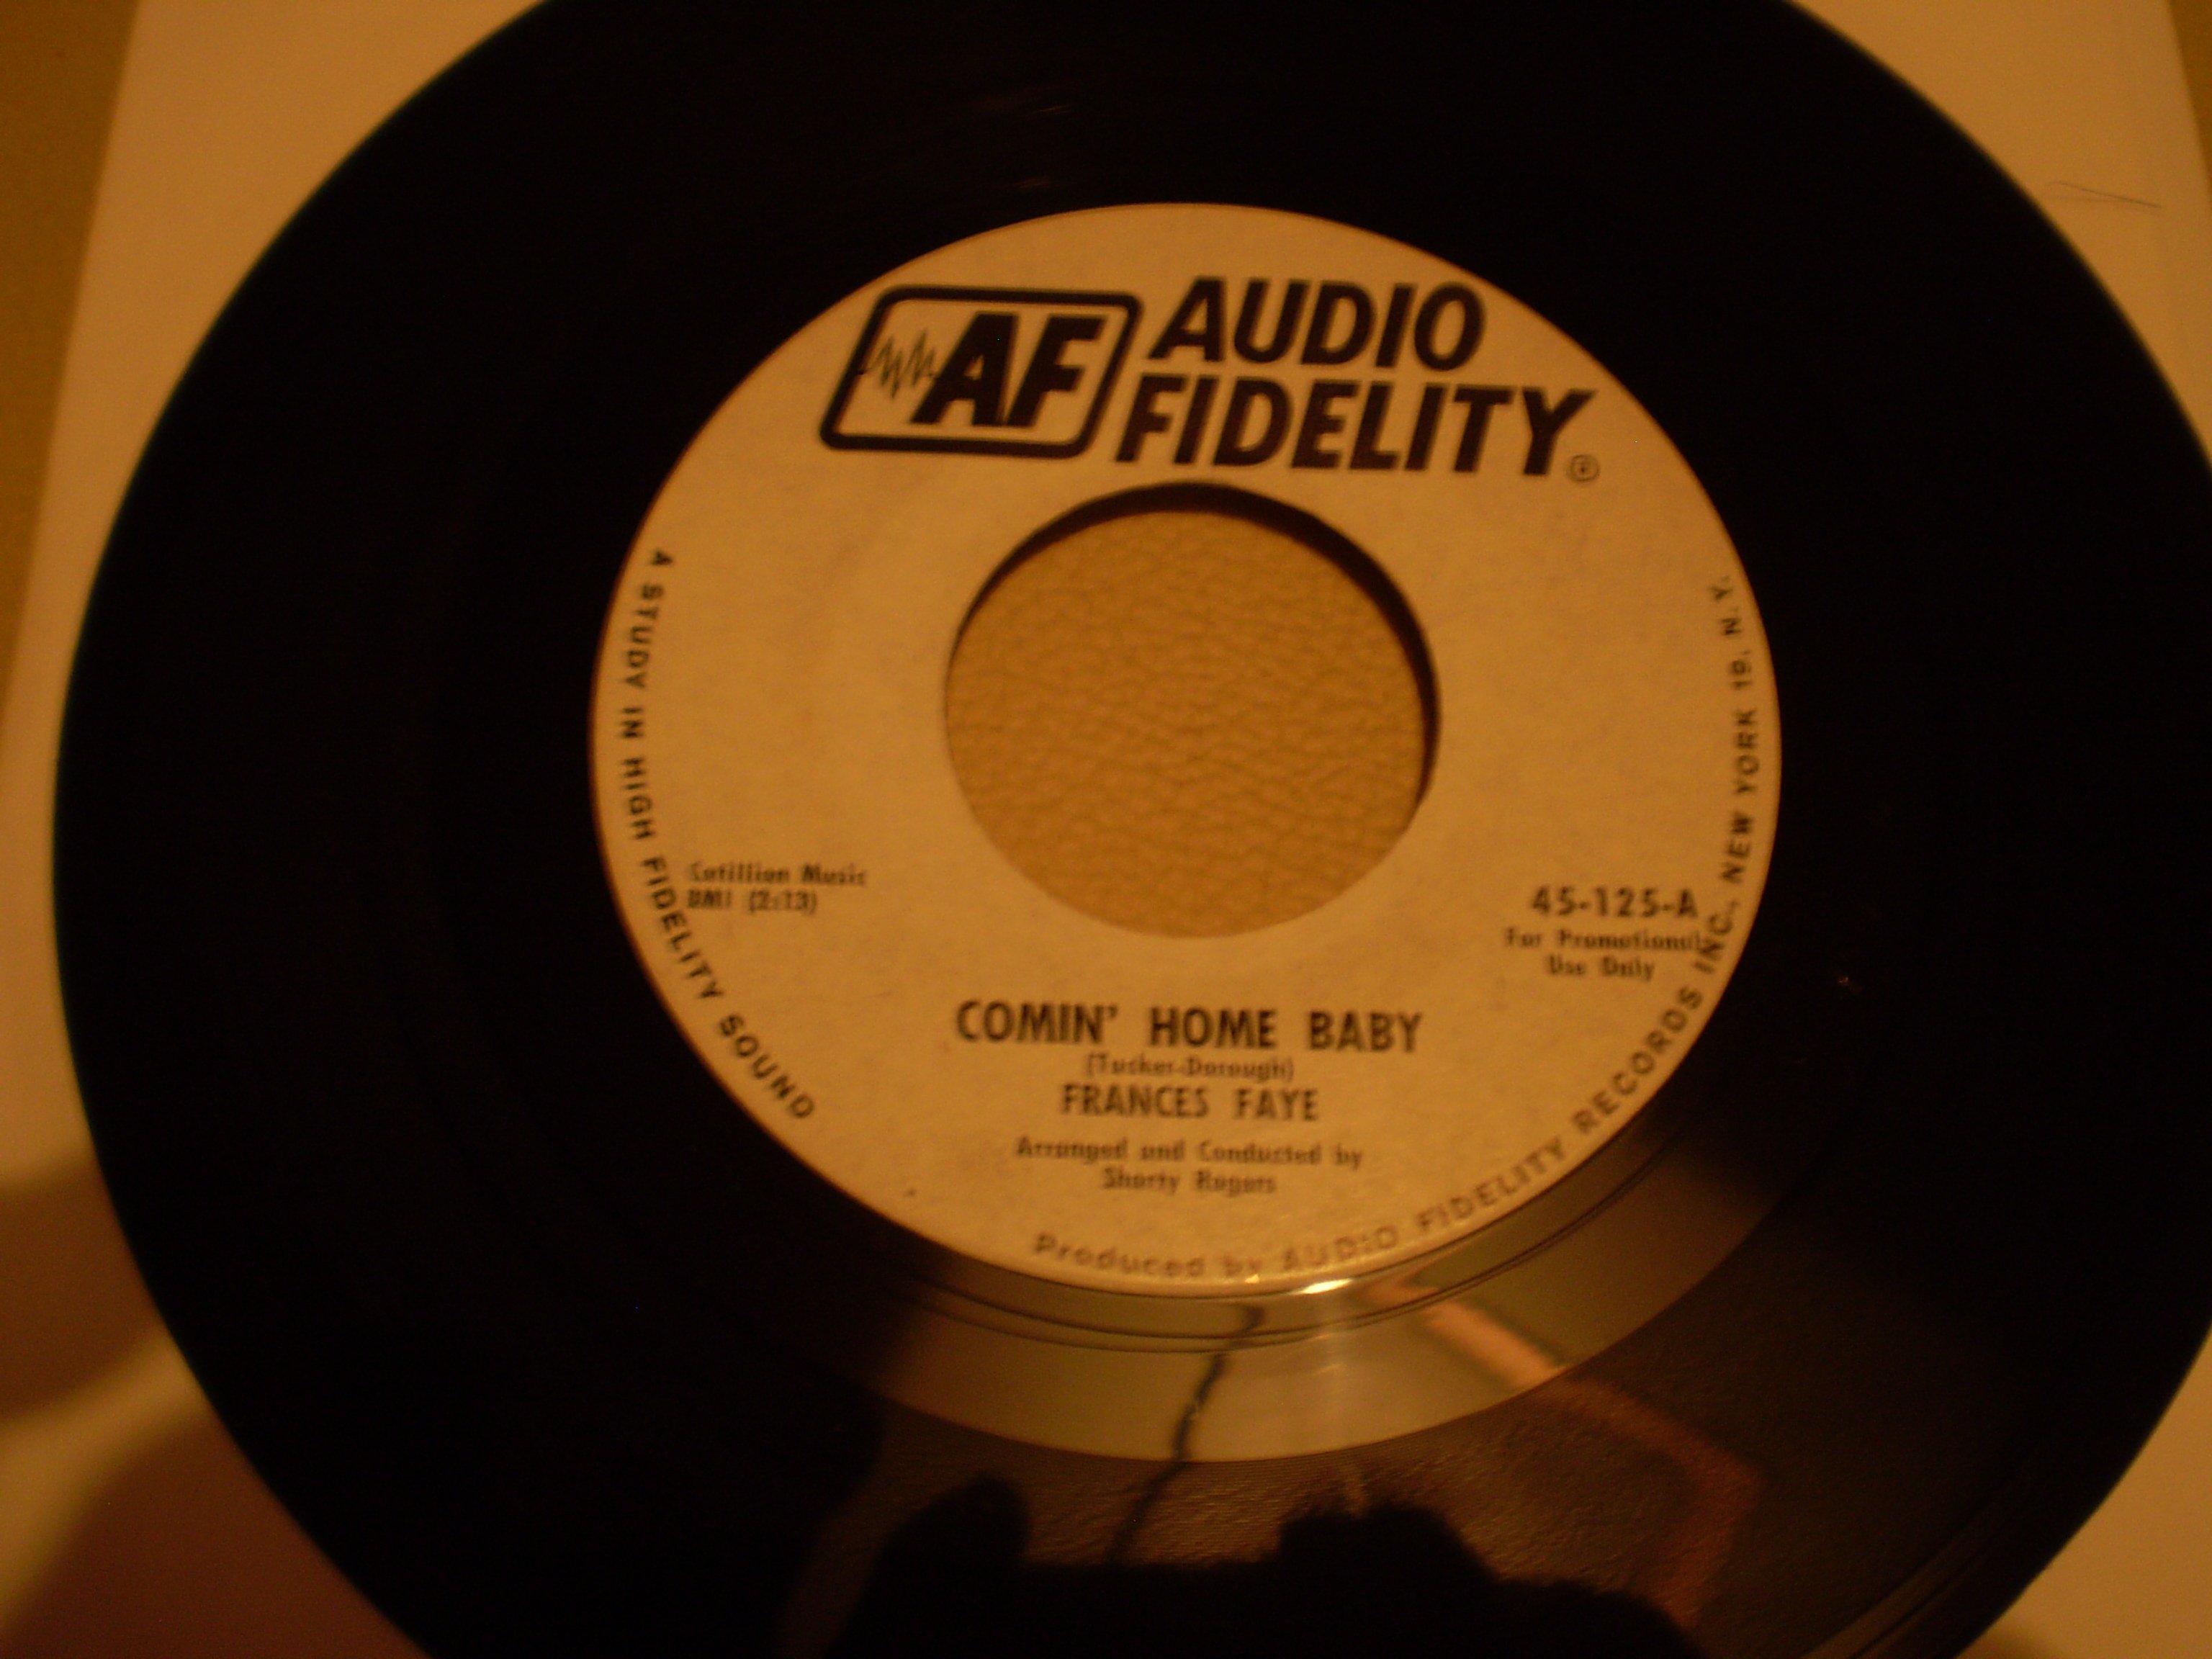 AF AUDIO
FIDELITY®
A STUDY IN HIGH FIDELITY SOUND
Cotillion Music
BMI (2:13)
45-125-A
For Promotional
Use Only
COMIN' HOME BABY
(Tucker-Dorough)
FRANCES FAYE
Arranged and Conducted by
Shorty Rogers
Produced by AUDIO FIDELITY RECORDS INC., NEW YORK 19, N.Y.